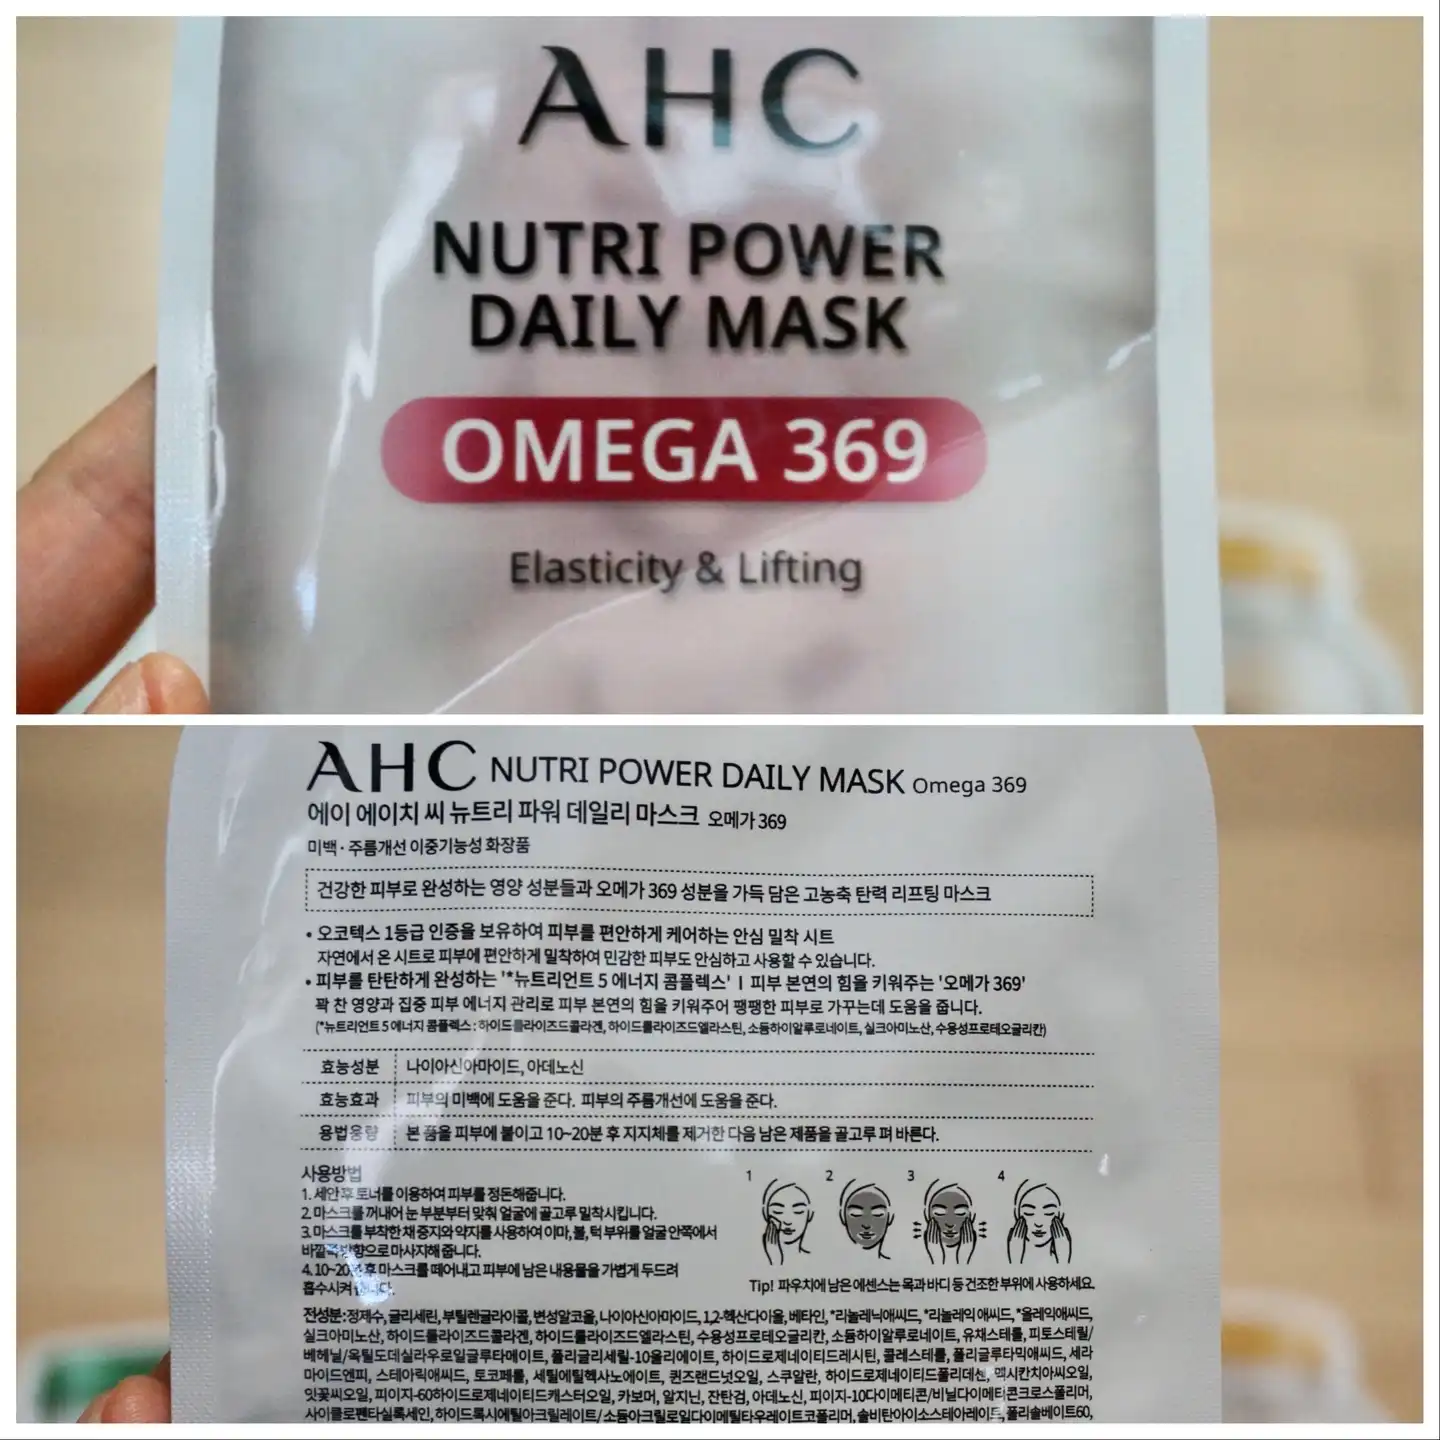 AHC
NUTRI POWER
DAILY MASK
OMEGA 369
Elasticity & Lifting
AHC NUTRI POWER DAILY MASK Omega 369
에이 에이치 씨 뉴트리 파워 데일리 마스크 오메가 369
미백 · 주름개선 이중기능성 화장품
건강한 피부로 완성하는 영양 성분들과 오메가 369 성분을 가득 담은 고농축 탄력 리프팅 마스크
• 오코텍스 1등급 인증을 보유하여 피부를 편안하게 케어하는 안심 밀착 시트
자연에서 온 시트로 피부에 편안하게 밀착하여 민감한 피부도 안심하고 사용할 수 있습니다.
• 피부를 탄탄하게 완성하는 '*뉴트리언트 5 에너지 콤플렉스' I 피부 본연의 힘을 키워주는 '오메가 369'
꽉 찬 영양과 집중 피부 에너지 관리로 피부 본연의 힘을 키워주어 팽팽한 피부로 가꾸는데 도움을 줍니다.
(*뉴트리언트 5 에너지 콤플렉스 : 하이드롤라이즈드콜라겐, 하이드롤라이즈드엘라스틴, 소듐하이알루로네이트, 실크아미노산, 수용성프로테오글리칸)
효능성분 나이아신아마이드, 아데노신
효능효과 피부의 미백에 도움을 준다. 피부의 주름개선에 도움을 준다.
용법용량 본 품을 피부에 붙이고 10~20분 후 지지체를 제거한 다음 남은 제품을 골고루 펴 바른다.
사용방법
1. 세안 후 토너를 이용하여 피부를 정돈해줍니다.
2. 마스크를 꺼내어 눈 부분부터 맞춰 얼굴에 골고루 밀착시킵니다.
3. 마스크를 부착한 채 중지와 약지를 사용하여 이마, 볼, 턱 부위를 얼굴 안쪽에서
바깥쪽 방향으로 마사지해 줍니다.
4. 10~20분 후 마스크를 떼어내고 피부에 남은 내용물을 가볍게 두드려
흡수시켜 줍니다.
1 2 3 4
Tip! 파우치에 남은 에센스는 목과 바디 등 건조한 부위에 사용하세요.
전성분 : 정제수, 글리세린, 부틸렌글라이콜, 변성알코올, 나이아신아마이드, 1,2-헥산다이올, 베타인, *리놀레닉애씨드, *리놀레익애씨드, *올레익애씨드,
실크아미노산, 하이드롤라이즈드콜라겐, 하이드롤라이즈드엘라스틴, 수용성프로테오글리칸, 소듐하이알루로네이트, 유채스테롤, 피토스테릴/
베헤닐/옥틸도데실라우로일글루타메이트, 폴리글리세릴-10올리에이트, 하이드로제네이티드레시틴, 콜레스테롤, 폴리글루타믹애씨드, 세라
마이드엔피, 스테아릭애씨드, 토코페롤, 세틸에틸헥사노에이트, 퀸즈랜드넛오일, 스쿠알란, 하이드로제네이티드폴리데센, 멕시칸치아씨오일,
잇꽃씨오일, 피이지-60하이드로제네이티드캐스터오일, 카보머, 알지닌, 잔탄검, 아데노신, 피이지-10다이메티콘/비닐다이메티콘크로스폴리머,
사이클로펜타실록세인, 하이드록시에틸아크릴레이트/소듐아크릴로일다이메틸타우레이트코폴리머, 솔비탄아이소스테아레이트, 폴리솔베이트60,